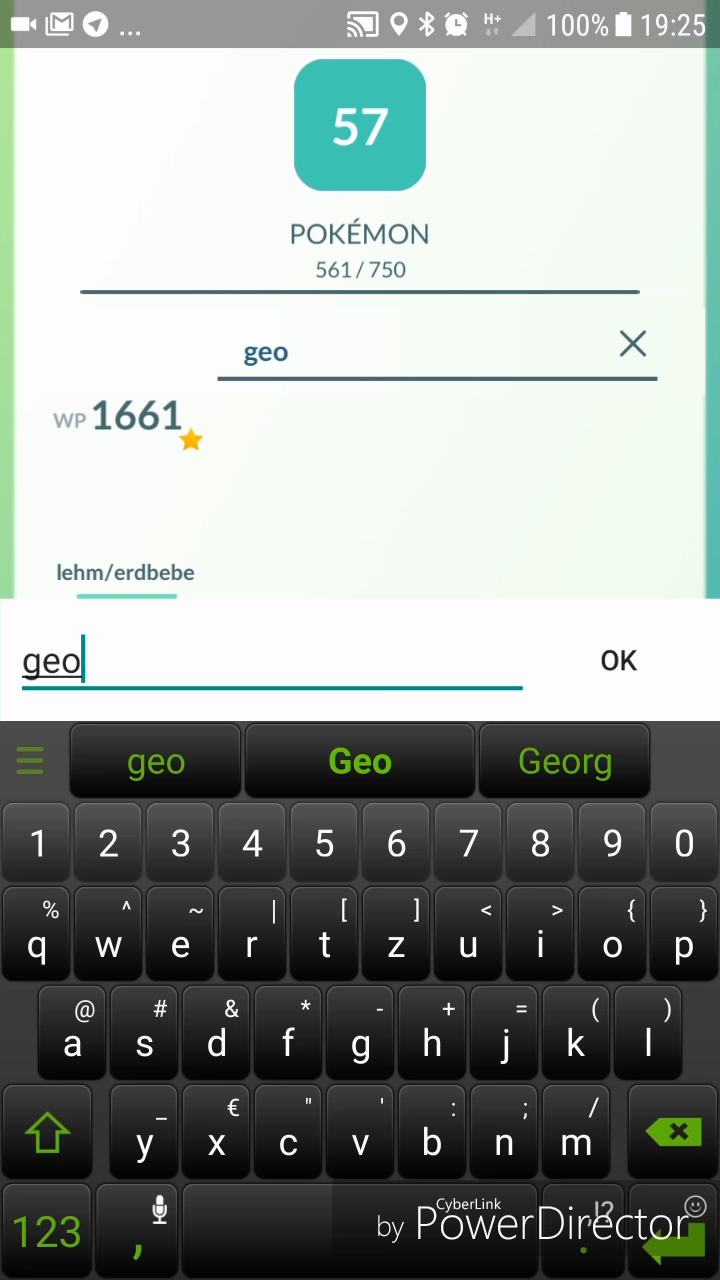 ... H+ 100% 19:25
57
POKÉMON
561 / 750
geo
WP 1661
lehm/erdbebe
geo OK
geo Geo Georg
1 2 3 4 5 6 7 8 9 0
% ^ ~ | [ ] < > { }
q w e r t z u i o p
@ # & * - + = ( )
a s d f g h j k l
_ € " ' : ; /
y x c v b n m
CyberLink !?
123 , by PowerDirector .